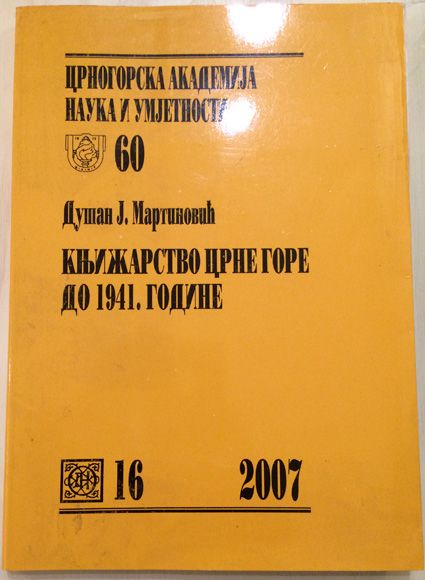 ЦРНОГОРСКА АКАДЕМИЈА
НАУКА И УМЈЕТНОСТИ
60
Душан Ј. Мартиновић
КЊИЖАРСТВО ЦРНЕ ГОРЕ
ДО 1941. ГОДИНЕ
16 2007